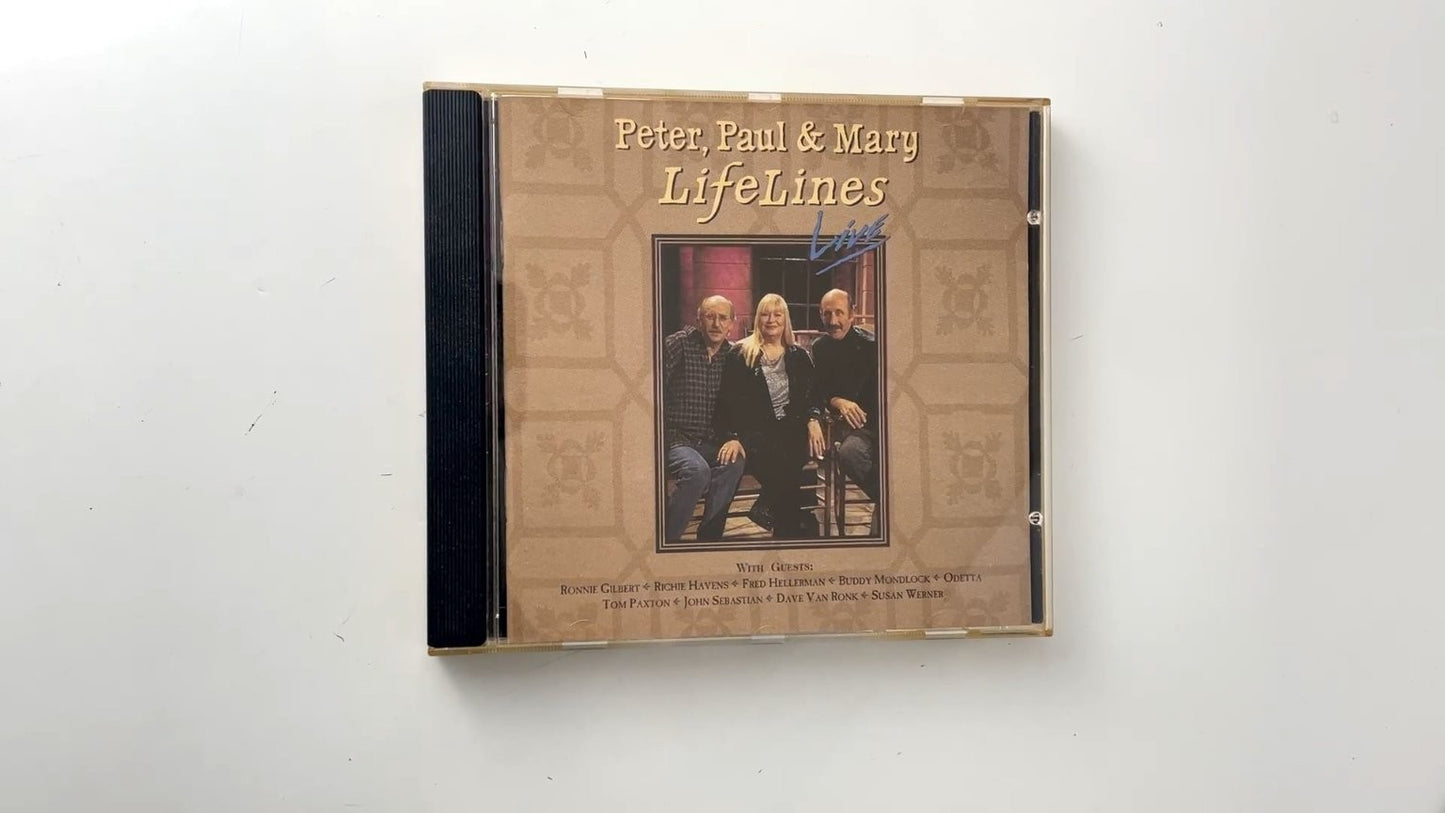 Peter, Paul & Mary
LifeLines
Live
With Guests:
Ronnie Gilbert ✦ Richie Havens ✦ Fred Hellerman ✦ Buddy Mondlock ✦ Odetta
Tom Paxton ✦ John Sebastian ✦ Dave Van Ronk ✦ Susan Werner